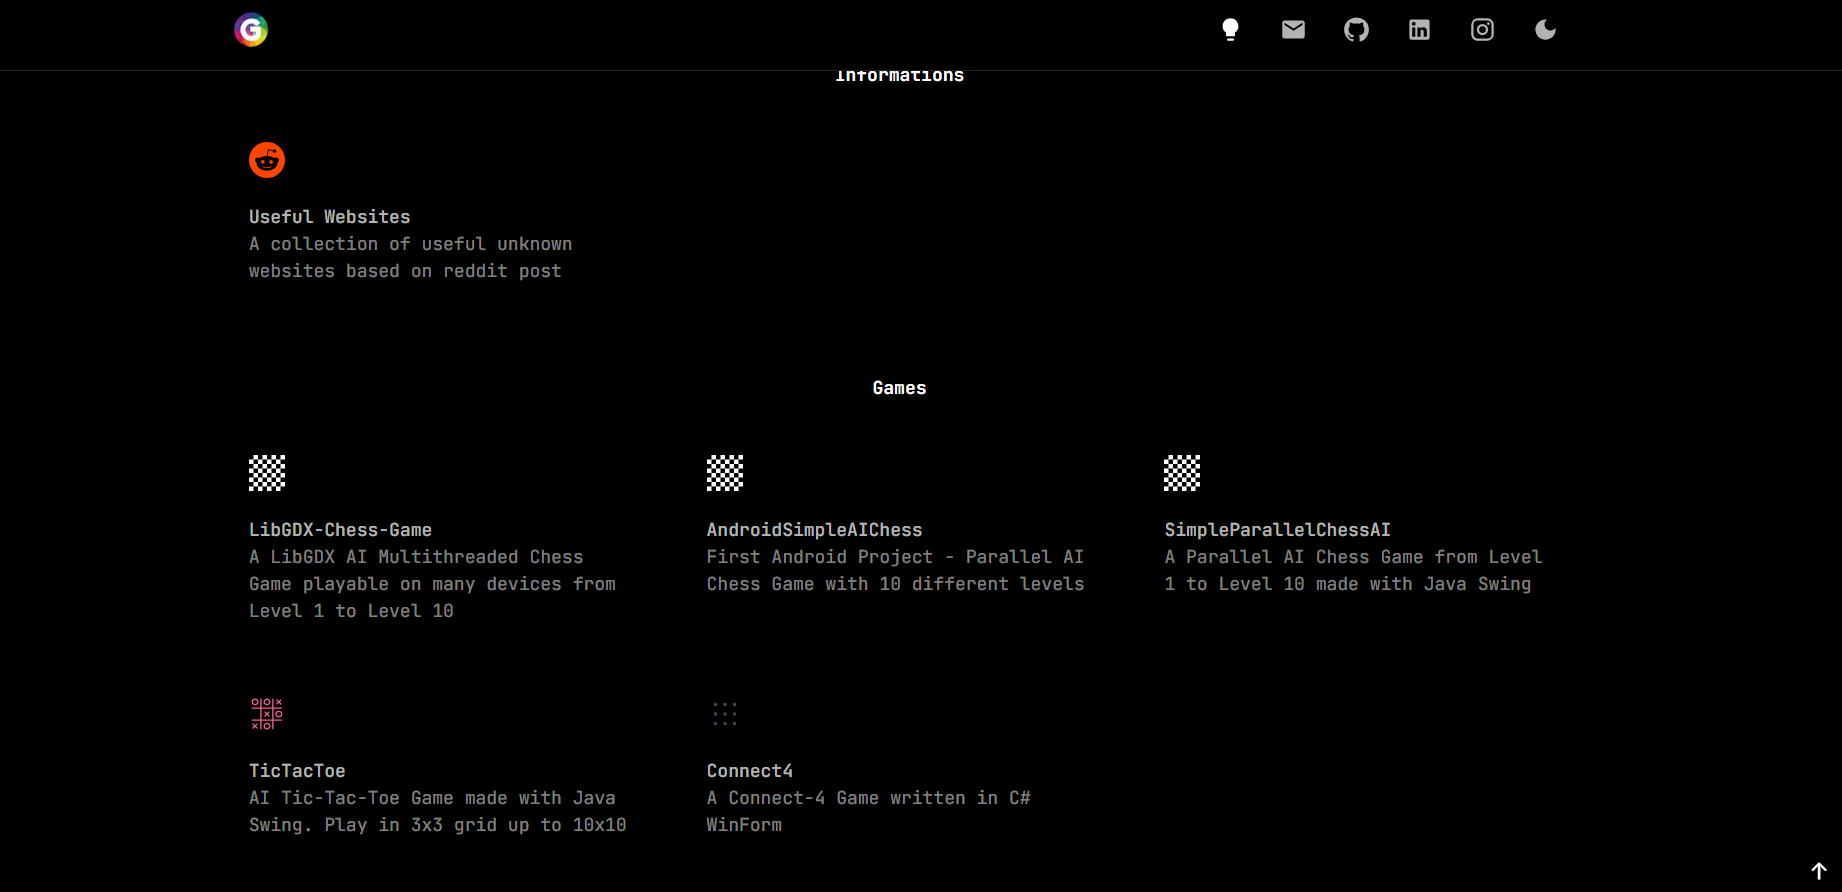 G
Informations
Useful Websites
A collection of useful unknown
websites based on reddit post
Games
LibGDX-Chess-Game
A LibGDX AI Multithreaded Chess
Game playable on many devices from
Level 1 to Level 10
AndroidSimpleAIChess
First Android Project - Parallel AI
Chess Game with 10 different levels
SimpleParallelChessAI
A Parallel AI Chess Game from Level
1 to Level 10 made with Java Swing
TicTacToe
AI Tic-Tac-Toe Game made with Java
Swing. Play in 3x3 grid up to 10x10
Connect4
A Connect-4 Game written in C#
WinForm